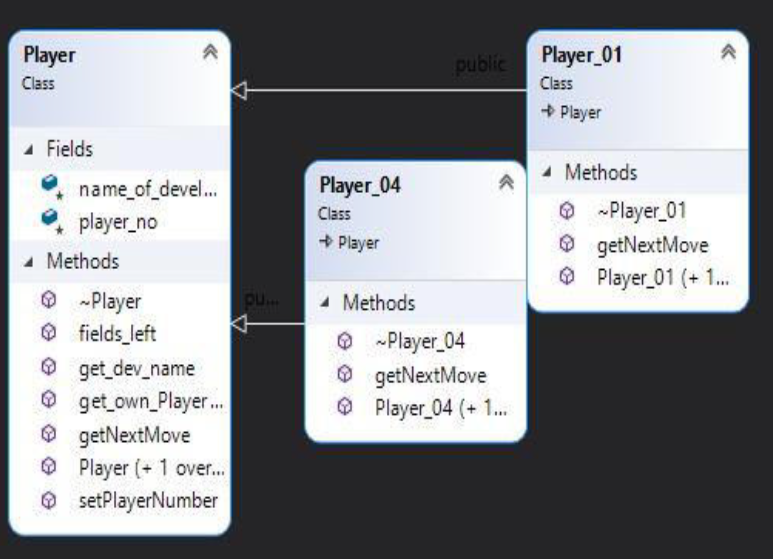 Player
Class
Fields
name_of_devel...
player_no
Methods
~Player
fields_left
get_dev_name
get_own_Player...
getNextMove
Player (+ 1 over...
setPlayerNumber
public
pu...
Player_04
Class
Player
Methods
~Player_04
getNextMove
Player_04 (+ 1...
Player_01
Class
Player
Methods
~Player_01
getNextMove
Player_01 (+ 1...